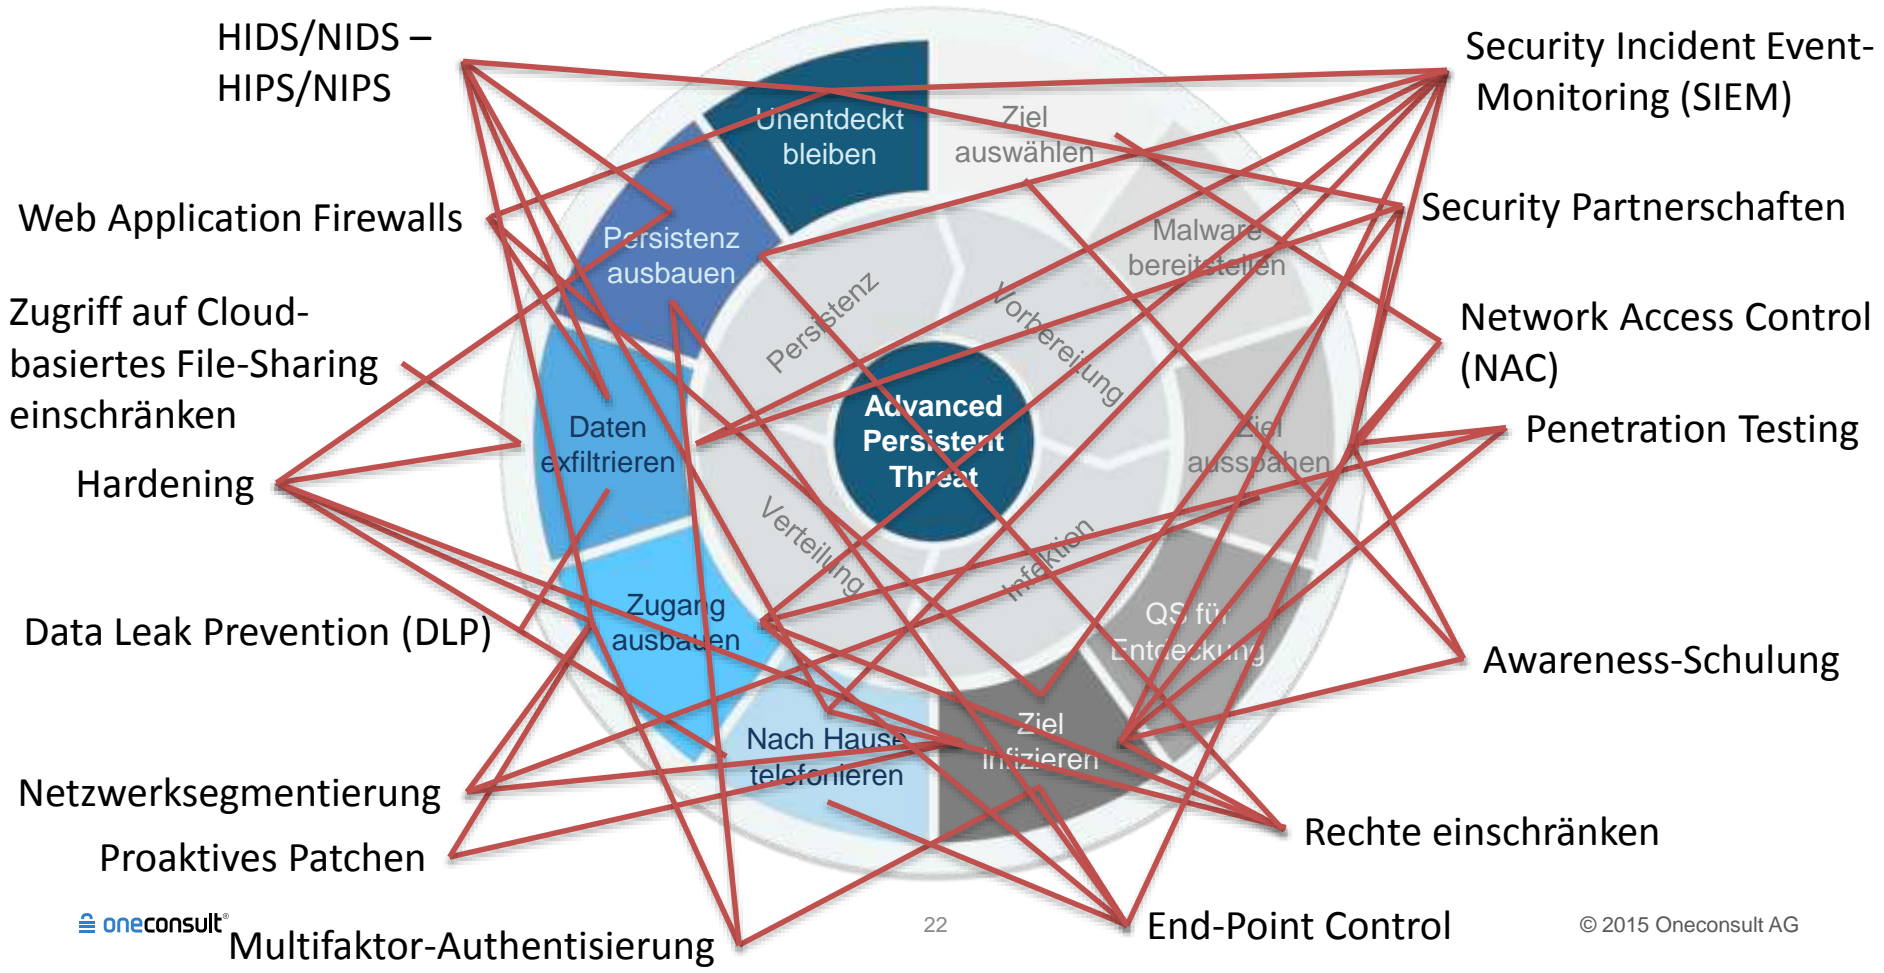 HIDS/NIDS –
HIPS/NIPS
Web Application Firewalls
Zugriff auf Cloud-
basiertes File-Sharing
einschränken
Hardening
Data Leak Prevention (DLP)
Netzwerksegmentierung
Proaktives Patchen
Multifaktor-Authentisierung
Unentdeckt
bleiben
Ziel
auswählen
Malware
bereitstellen
Ziel
ausspähen
QS für
Entdeckung
Ziel
infizieren
Nach Hause
telefonieren
Zugang
ausbauen
Daten
exfiltrieren
Persistenz
ausbauen
Persistenz
Vorbereitung
Infektion
Verteilung
Advanced
Persistent
Threat
Security Incident Event-
Monitoring (SIEM)
Security Partnerschaften
Network Access Control
(NAC)
Penetration Testing
Awareness-Schulung
Rechte einschränken
End-Point Control
oneconsult®
22
© 2015 Oneconsult AG